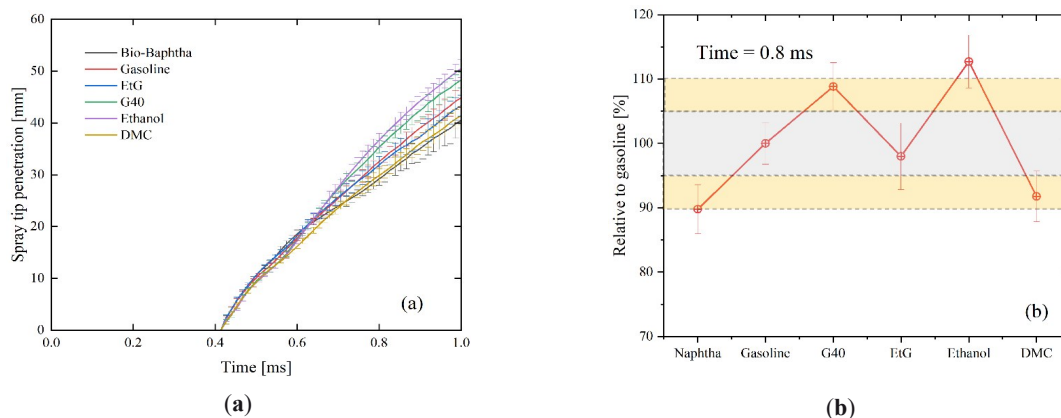 60
50
40
30
20
10
0
Spray tip penetration [mm]
Bio-Baphtha
Gasoline
EtG
G40
Ethanol
DMC
(a)
0.0 0.2 0.4 0.6 0.8 1.0
Time [ms]
(a)
120
110
100
90
80
70
Relative to gasoline [%]
Time = 0.8 ms
(b)
Naphtha Gasoline G40 EtG Ethanol DMC
(b)